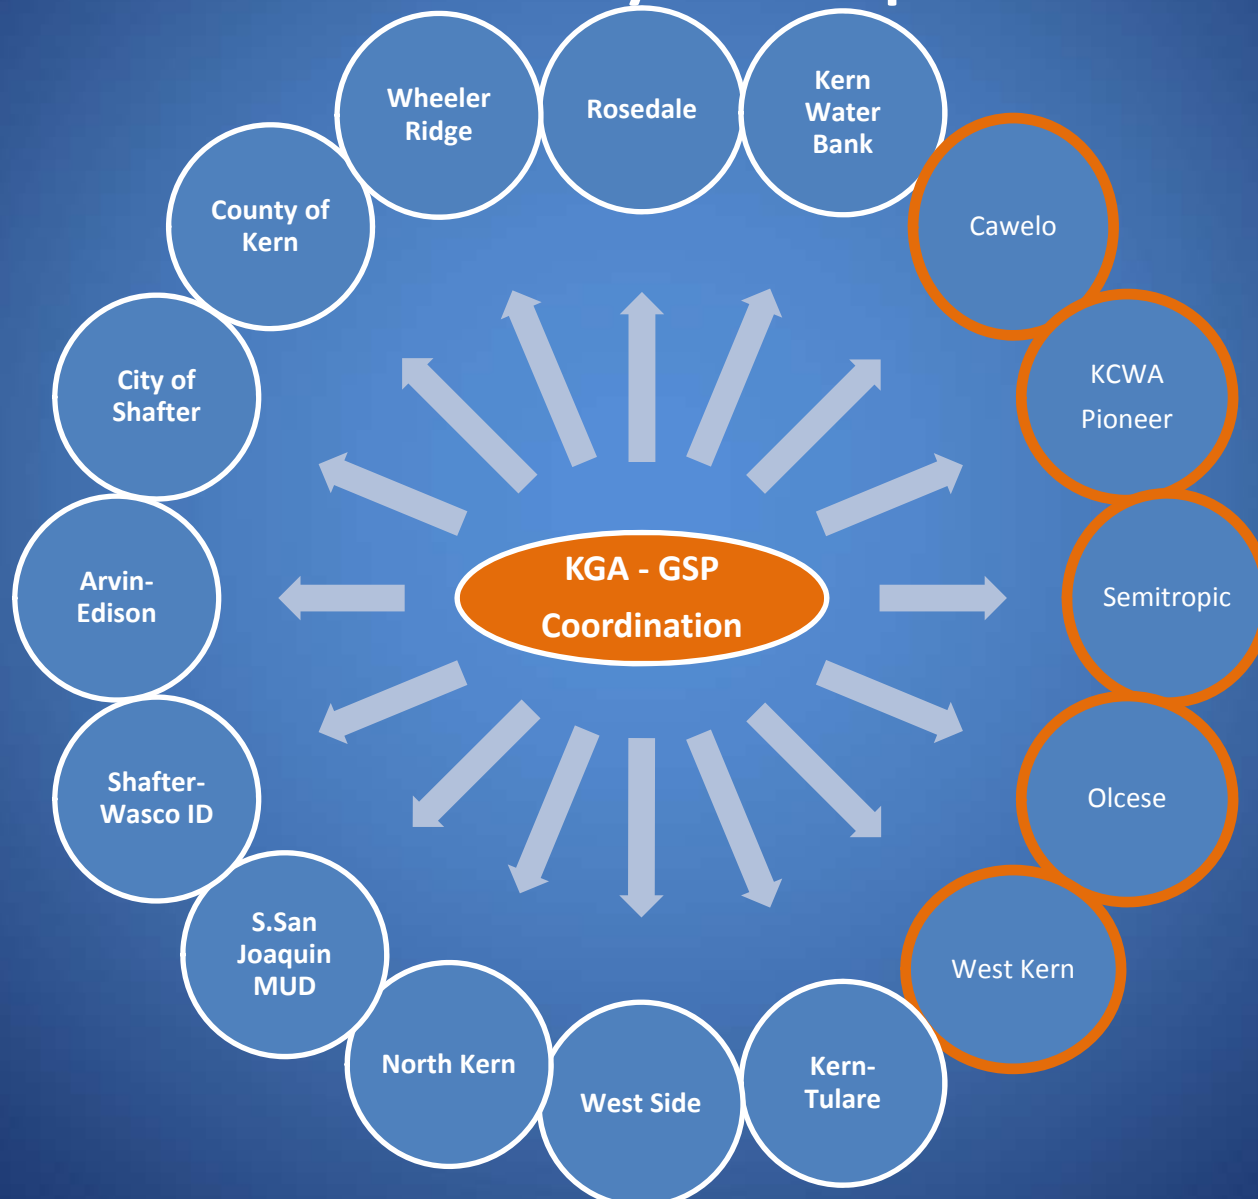 Wheeler
Ridge
Rosedale
Kern
Water
Bank
Cawelo
KCWA
Pioneer
Semitropic
Olcese
West Kern
Kern-
Tulare
West Side
North Kern
S.San
Joaquin
MUD
Shafter-
Wasco ID
Arvin-
Edison
City of
Shafter
County of
Kern
KGA - GSP
Coordination